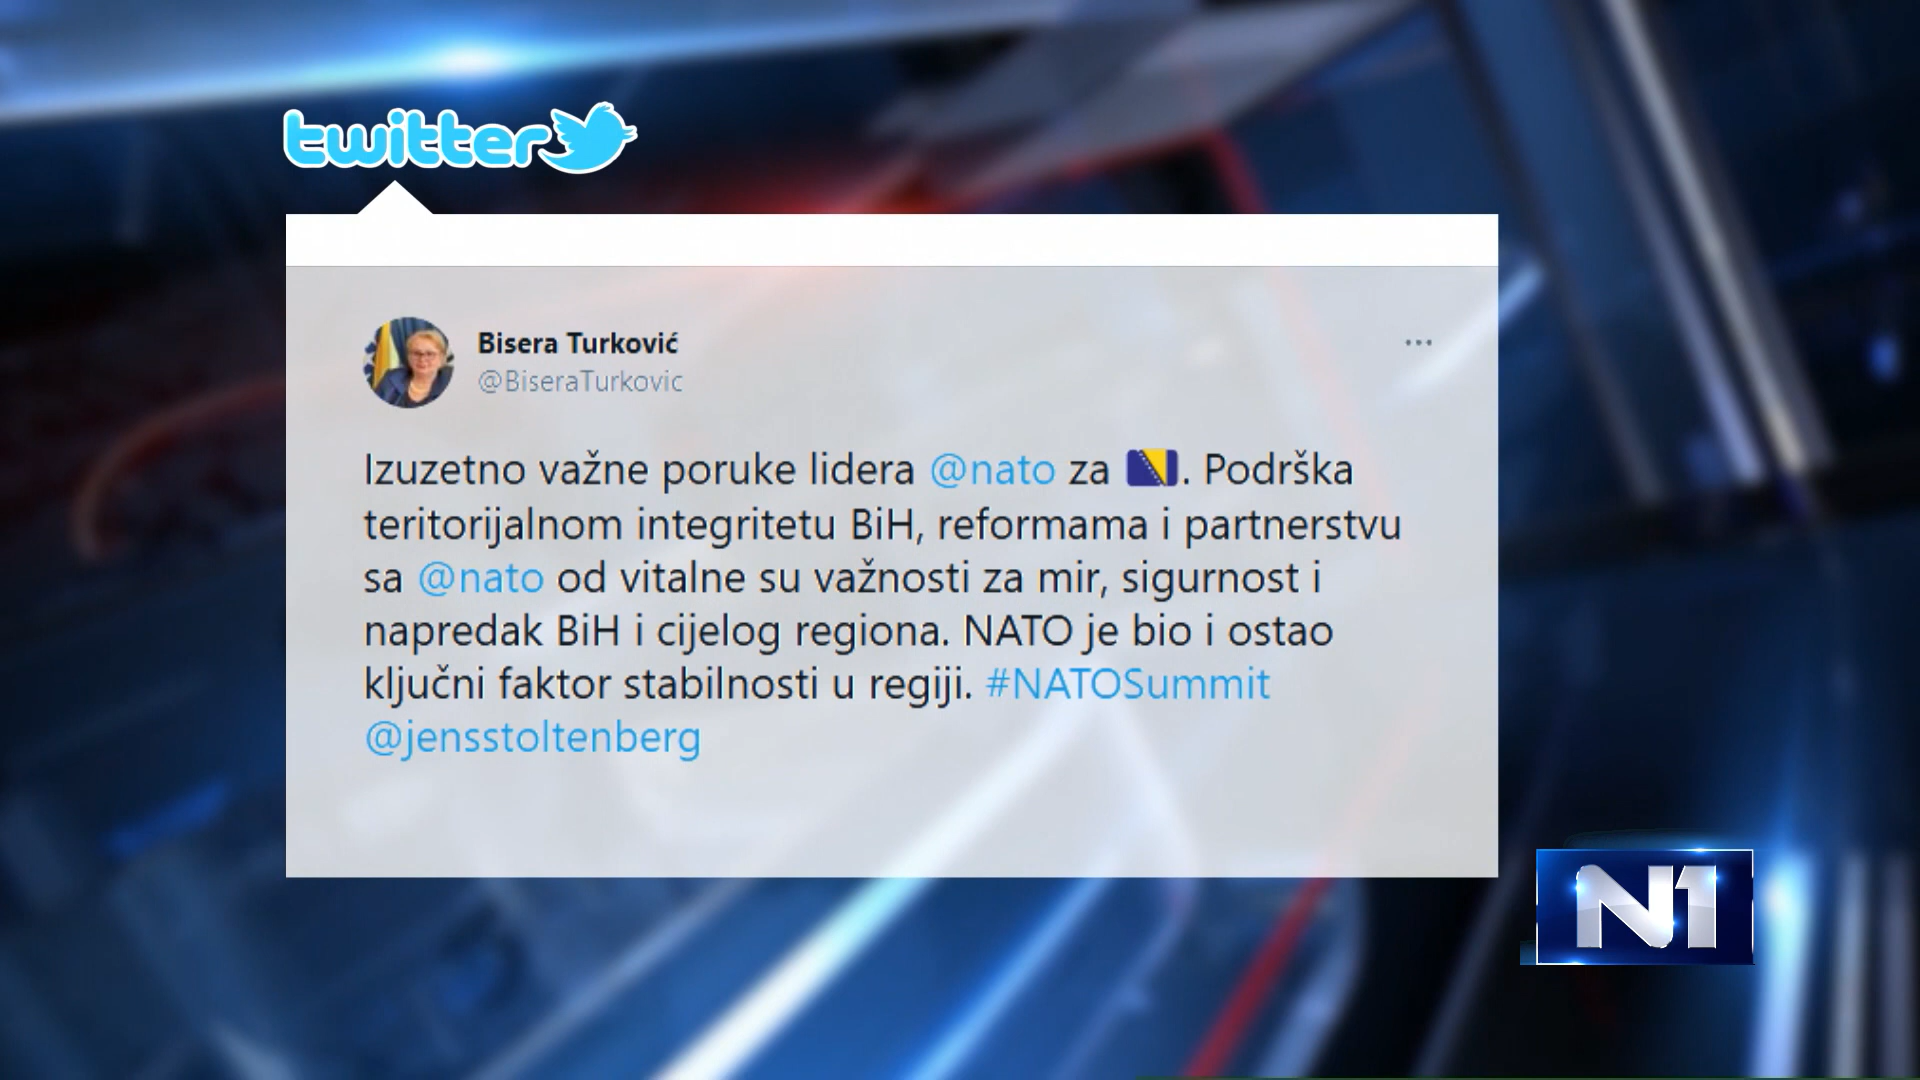 twitter
Bisera Turković
@BiseraTurkovic
Izuzetno važne poruke lidera @nato za 🇧🇦. Podrška
teritorijalnom integritetu BiH, reformama i partnerstvu
sa @nato od vitalne su važnosti za mir, sigurnost i
napredak BiH i cijelog regiona. NATO je bio i ostao
ključni faktor stabilnosti u regiji. #NATOSummit
@jensstoltenberg
N1